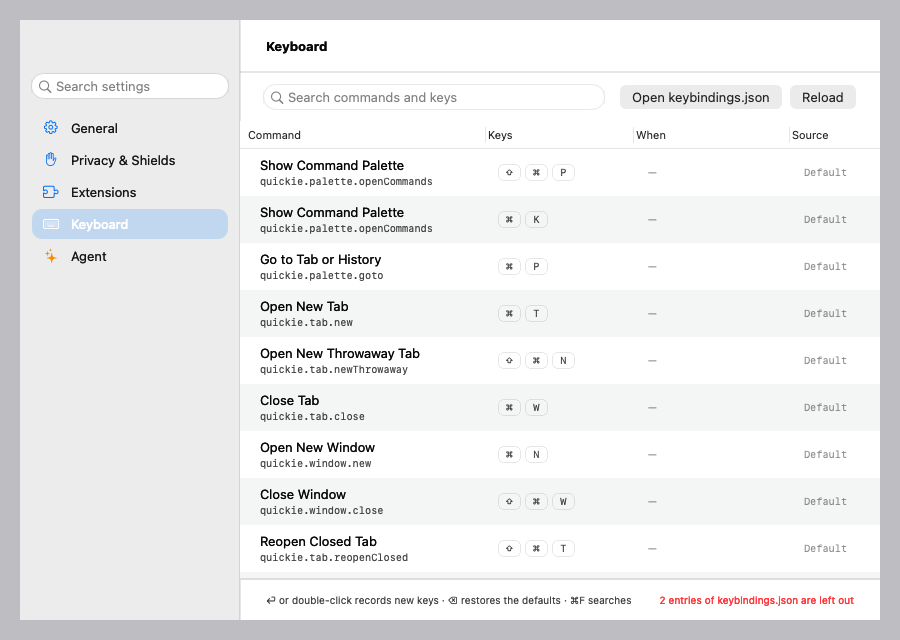 Keyboard
Search settings
General
Privacy & Shields
Extensions
Keyboard
Agent
Search commands and keys
Open keybindings.json
Reload
Command Keys When Source
Show Command Palette
quickie.palette.openCommands
⇧ ⌘ P — Default
Show Command Palette
quickie.palette.openCommands
⌘ K — Default
Go to Tab or History
quickie.palette.goto
⌘ P — Default
Open New Tab
quickie.tab.new
⌘ T — Default
Open New Throwaway Tab
quickie.tab.newThrowaway
⇧ ⌘ N — Default
Close Tab
quickie.tab.close
⌘ W — Default
Open New Window
quickie.window.new
⌘ N — Default
Close Window
quickie.window.close
⇧ ⌘ W — Default
Reopen Closed Tab
quickie.tab.reopenClosed
⇧ ⌘ T — Default
↩ or double-click records new keys · ⌫ restores the defaults · ⌘F searches
2 entries of keybindings.json are left out